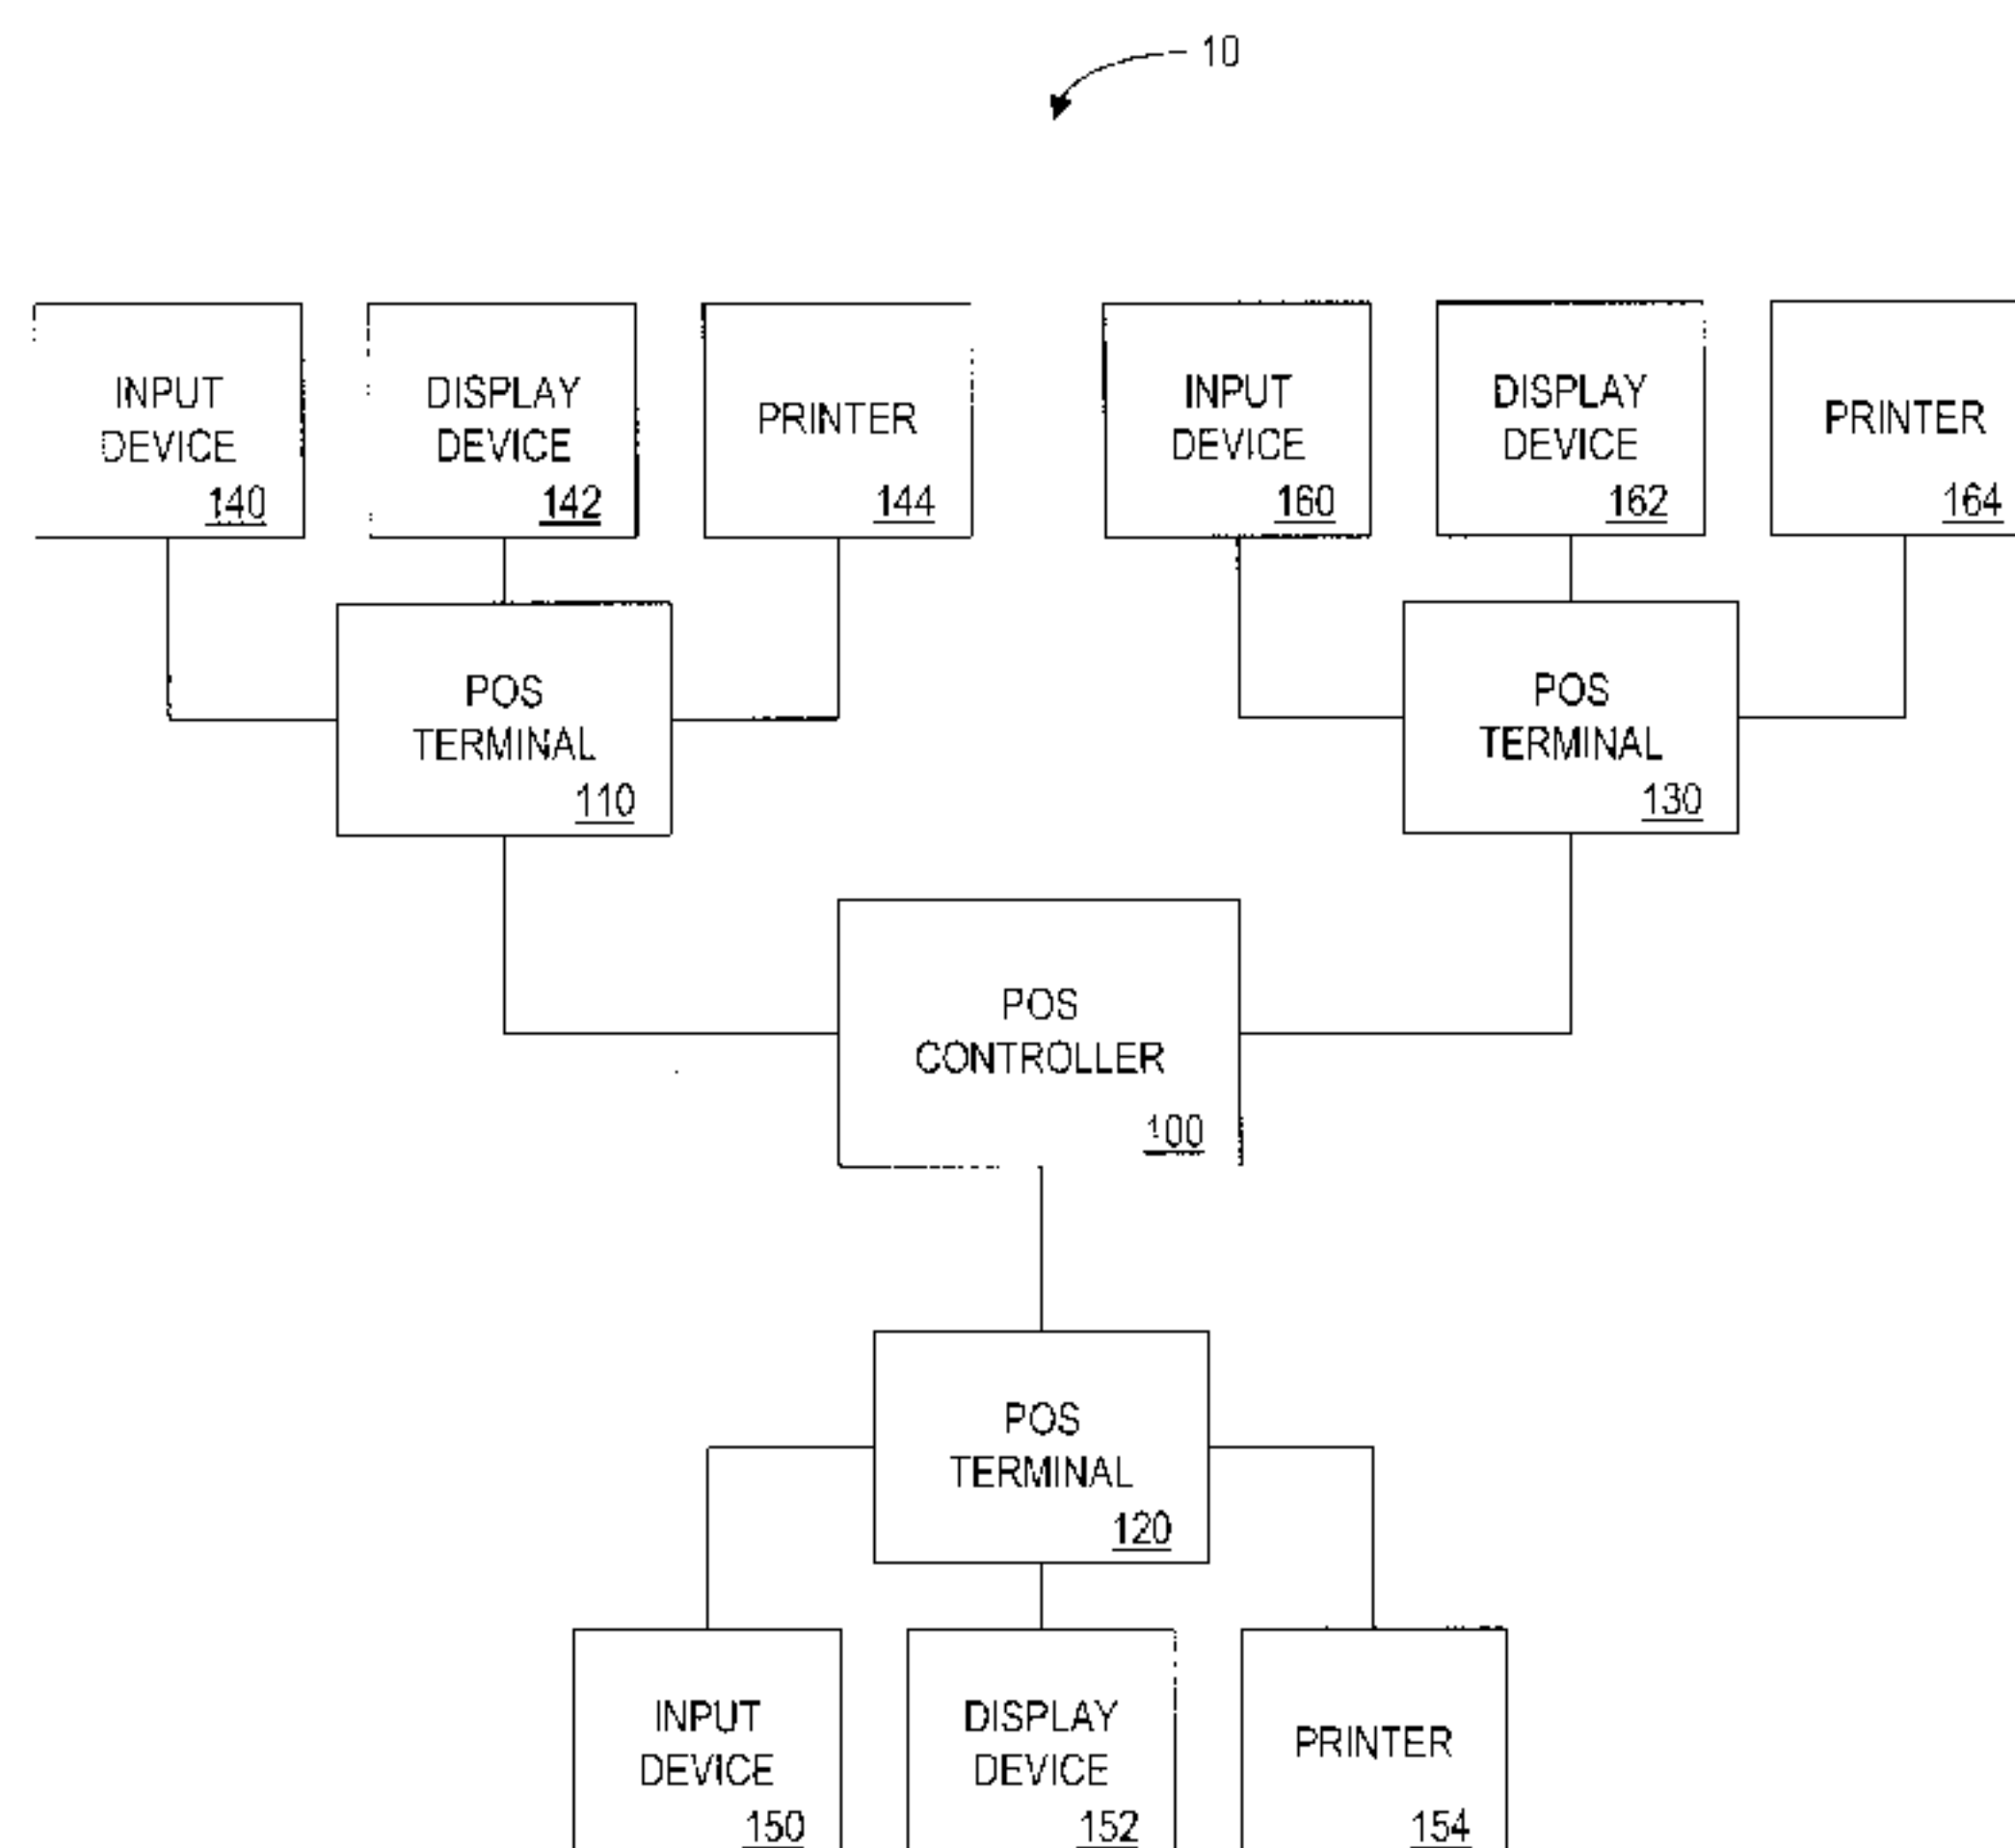 10
INPUT
DEVICE
140
DISPLAY
DEVICE
142
PRINTER
144
INPUT
DEVICE
160
DISPLAY
DEVICE
162
PRINTER
164
POS
TERMINAL
110
POS
TERMINAL
130
POS
CONTROLLER
100
POS
TERMINAL
120
INPUT
DEVICE
150
DISPLAY
DEVICE
152
PRINTER
154